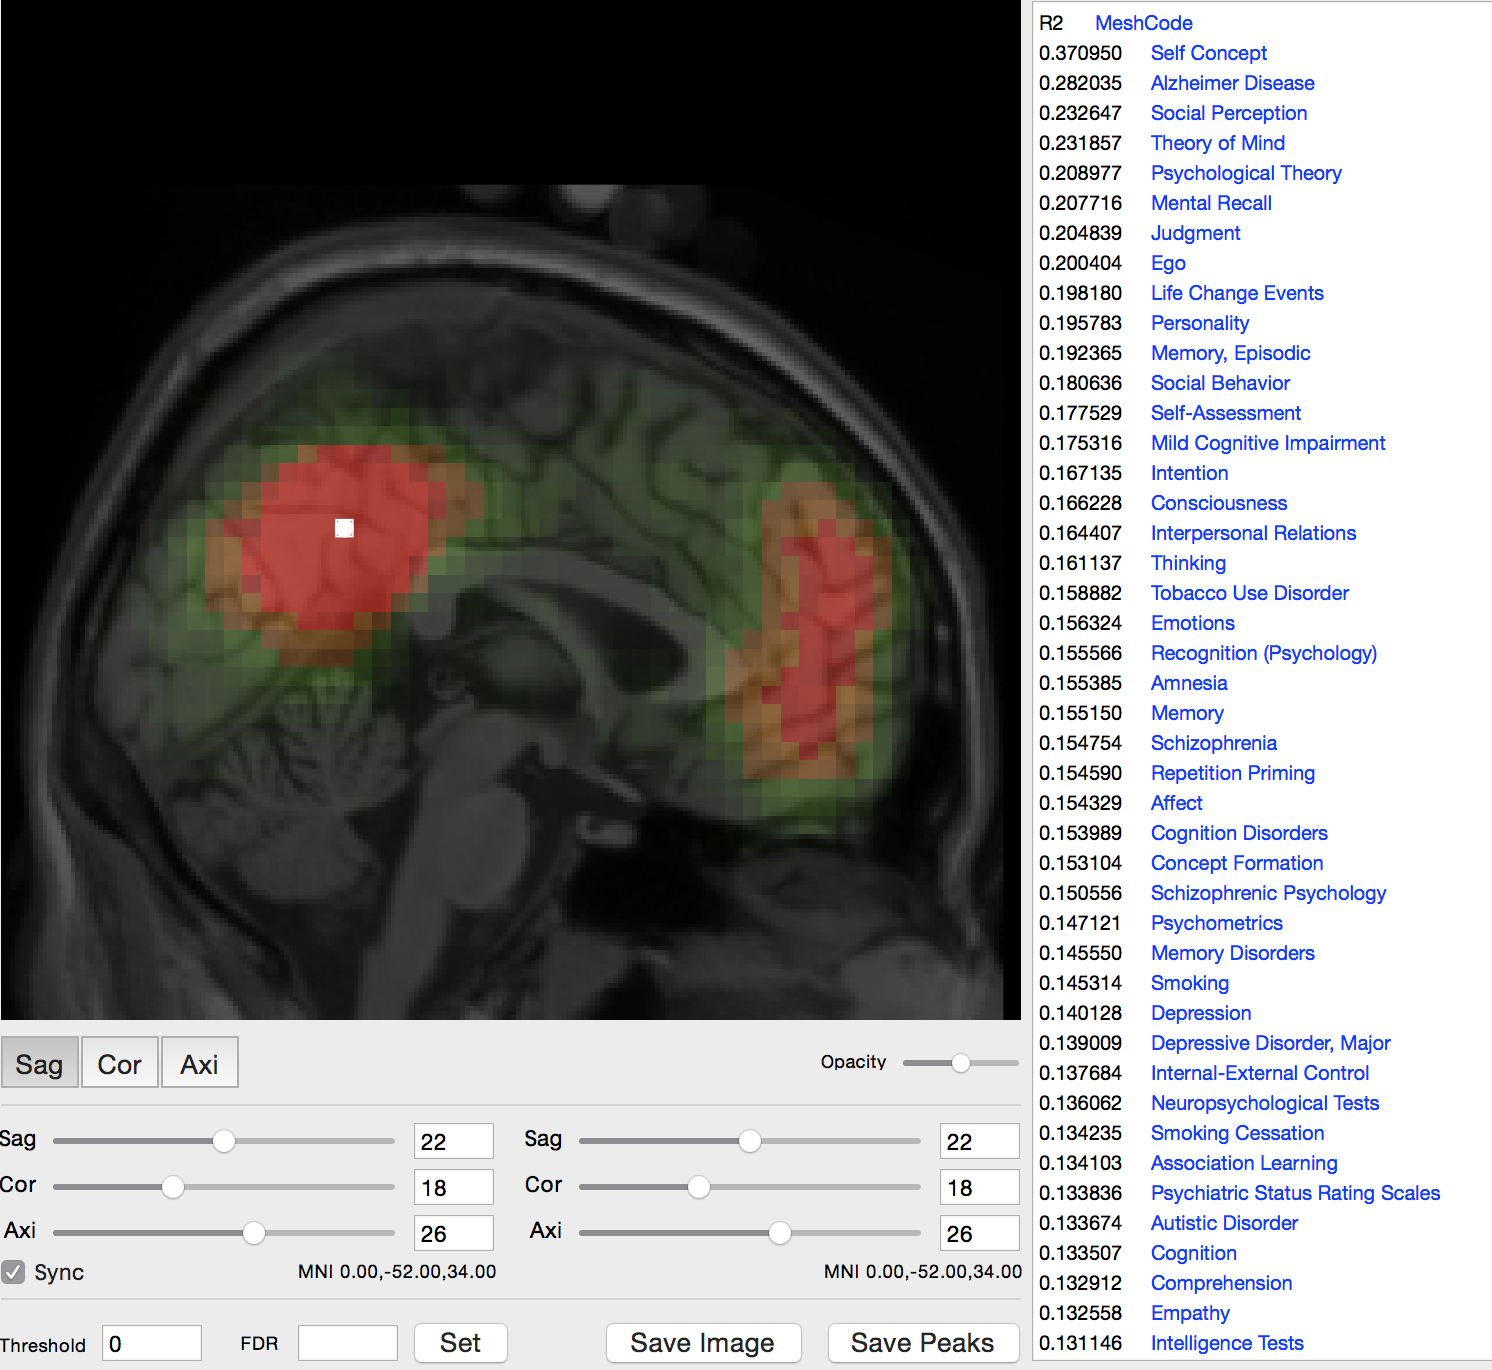 R2 MeshCode
0.370950 Self Concept
0.282035 Alzheimer Disease
0.232647 Social Perception
0.231857 Theory of Mind
0.208977 Psychological Theory
0.207716 Mental Recall
0.204839 Judgment
0.200404 Ego
0.198180 Life Change Events
0.195783 Personality
0.192365 Memory, Episodic
0.180636 Social Behavior
0.177529 Self-Assessment
0.175316 Mild Cognitive Impairment
0.167135 Intention
0.166228 Consciousness
0.164407 Interpersonal Relations
0.161137 Thinking
0.158882 Tobacco Use Disorder
0.156324 Emotions
0.155566 Recognition (Psychology)
0.155385 Amnesia
0.155150 Memory
0.154754 Schizophrenia
0.154590 Repetition Priming
0.154329 Affect
0.153989 Cognition Disorders
0.153104 Concept Formation
0.150556 Schizophrenic Psychology
0.147121 Psychometrics
0.145550 Memory Disorders
0.145314 Smoking
0.140128 Depression
0.139009 Depressive Disorder, Major
0.137684 Internal-External Control
0.136062 Neuropsychological Tests
0.134235 Smoking Cessation
0.134103 Association Learning
0.133836 Psychiatric Status Rating Scales
0.133674 Autistic Disorder
0.133507 Cognition
0.132912 Comprehension
0.132558 Empathy
0.131146 Intelligence Tests
Sag Cor Axi Opacity
Sag 22 Sag 22
Cor 18 Cor 18
Axi 26 Axi 26
Sync MNI 0.00,-52.00,34.00 MNI 0.00,-52.00,34.00
Threshold 0 FDR Set Save Image Save Peaks